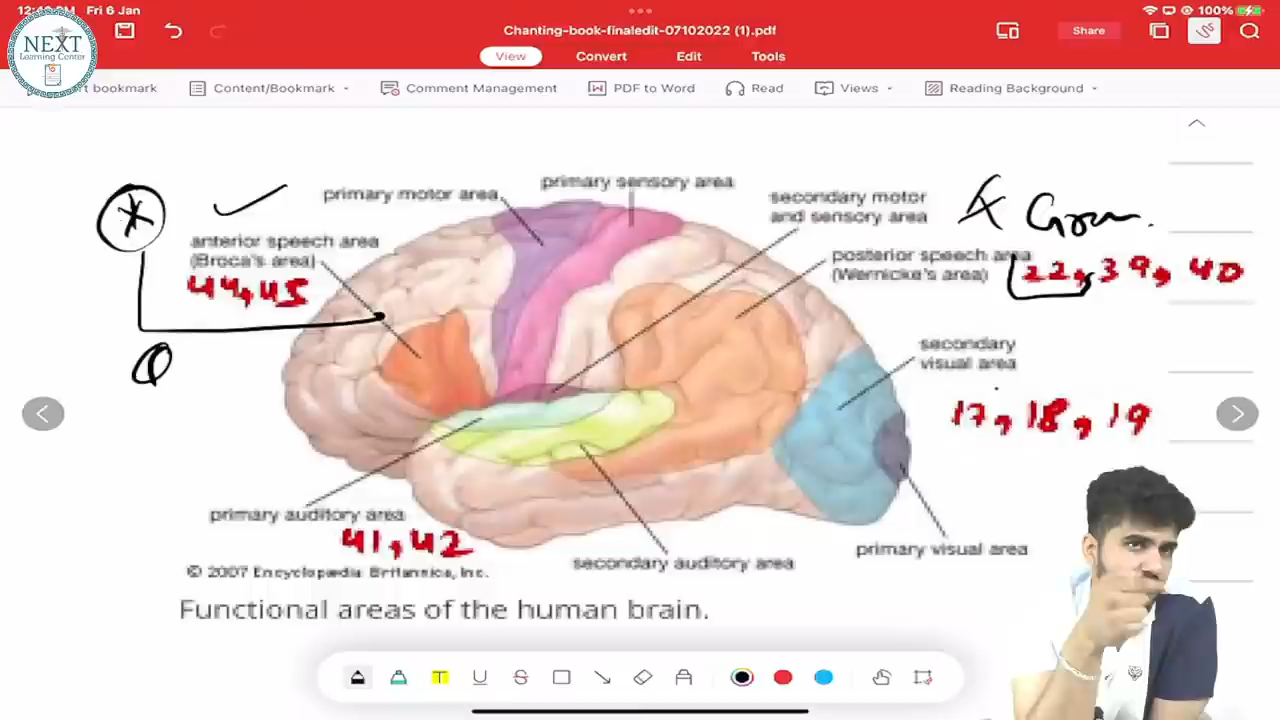 12:49 PM Fri 6 Jan
100%
NEXT
Learning Center
Chanting-book-finaledit-07102022 (1).pdf
Share
View Convert Edit Tools
bookmark Content/Bookmark Comment Management PDF to Word Read Views Reading Background
primary motor area
primary sensory area
secondary motor
and sensory area
anterior speech area
(Broca's area)
44,45
posterior speech area
(Wernicke's area)
22,39,40
secondary
visual area
17,18,19
primary auditory area
41,42
secondary auditory area
primary visual area
© 2007 Encyclopædia Britannica, Inc.
Functional areas of the human brain.